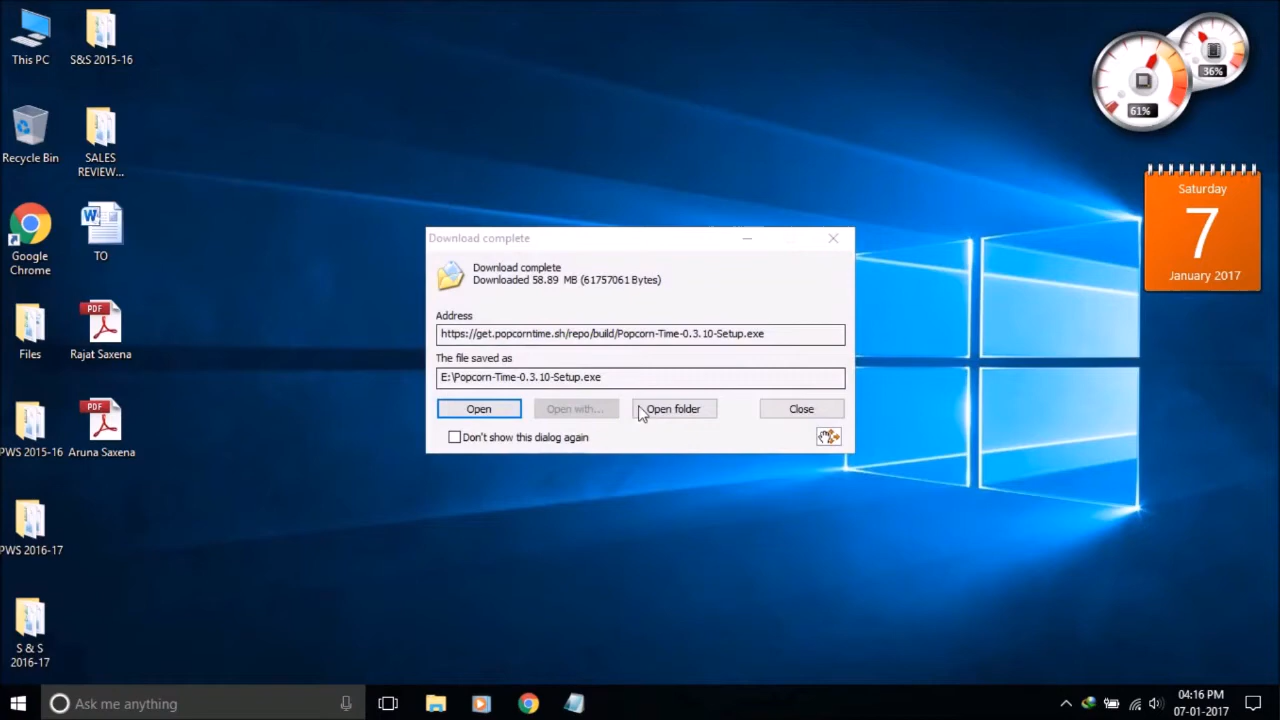 This PC
S&S 2015-16
Recycle Bin
SALES
REVIEW...
Google
Chrome
TO
Files
Rajat Saxena
PWS 2015-16
Aruna Saxena
PWS 2016-17
S & S
2016-17
36%
61%
Saturday
7
January 2017
Download complete
Download complete
Downloaded 58.89 MB (61757061 Bytes)
Address
https://get.popcorntime.sh/repo/build/Popcorn-Time-0.3.10-Setup.exe
The file saved as
E:\Popcorn-Time-0.3.10-Setup.exe
Open
Open with...
Open folder
Close
Don't show this dialog again
Ask me anything
04:16 PM
07-01-2017